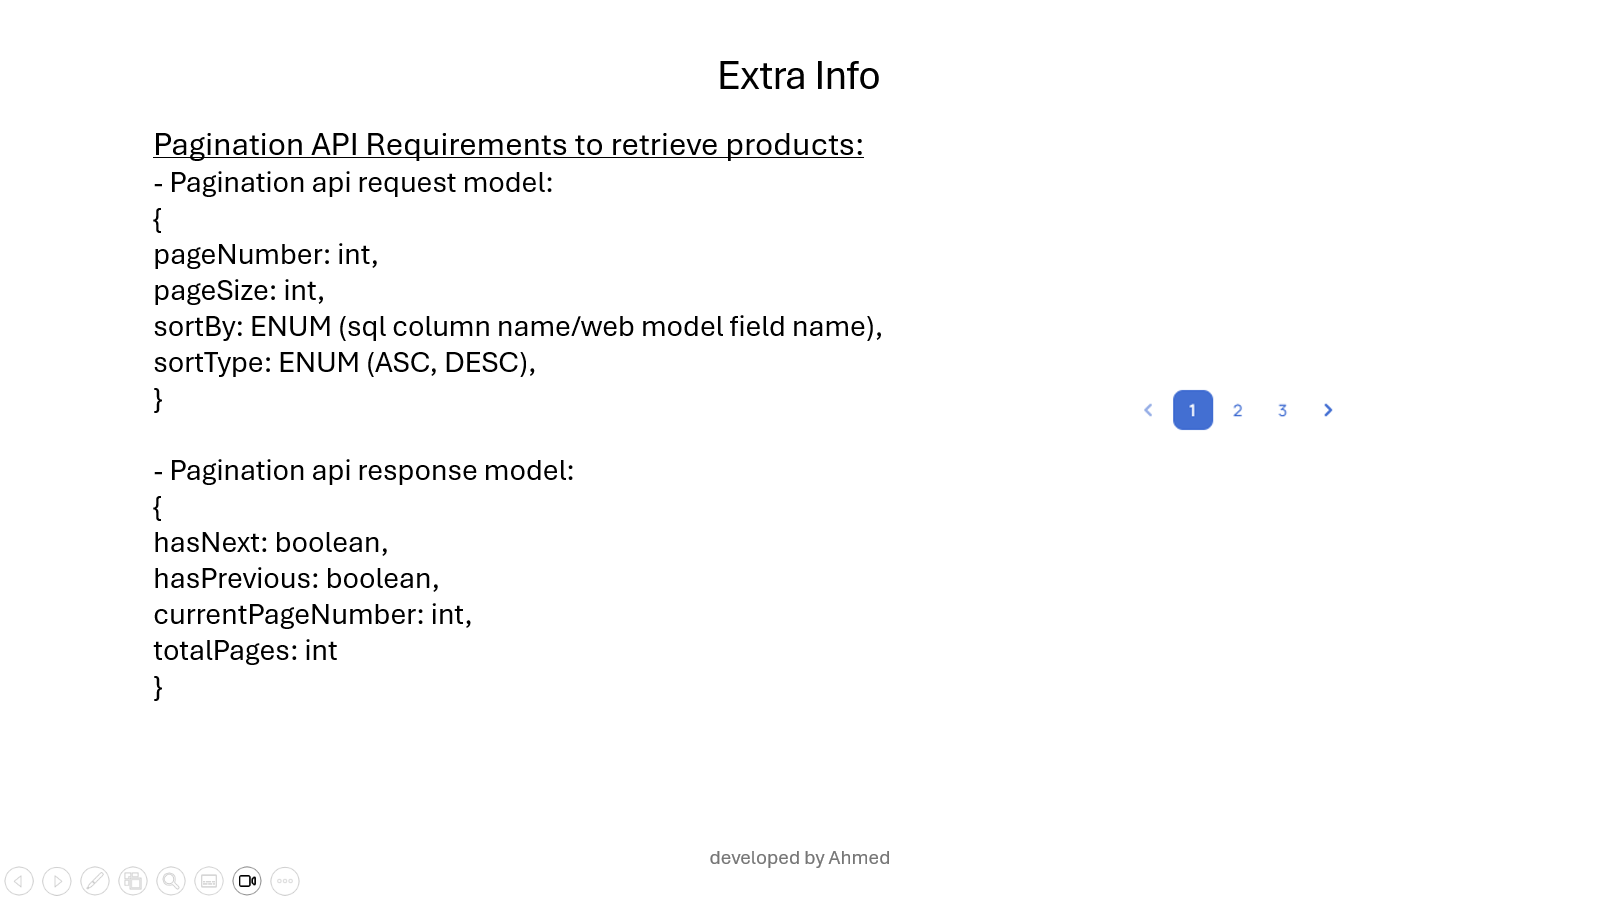 Extra Info
Pagination API Requirements to retrieve products:
- Pagination api request model:
{
pageNumber: int,
pageSize: int,
sortBy: ENUM (sql column name/web model field name),
sortType: ENUM (ASC, DESC),
}
1 2 3
- Pagination api response model:
{
hasNext: boolean,
hasPrevious: boolean,
currentPageNumber: int,
totalPages: int
}
developed by Ahmed